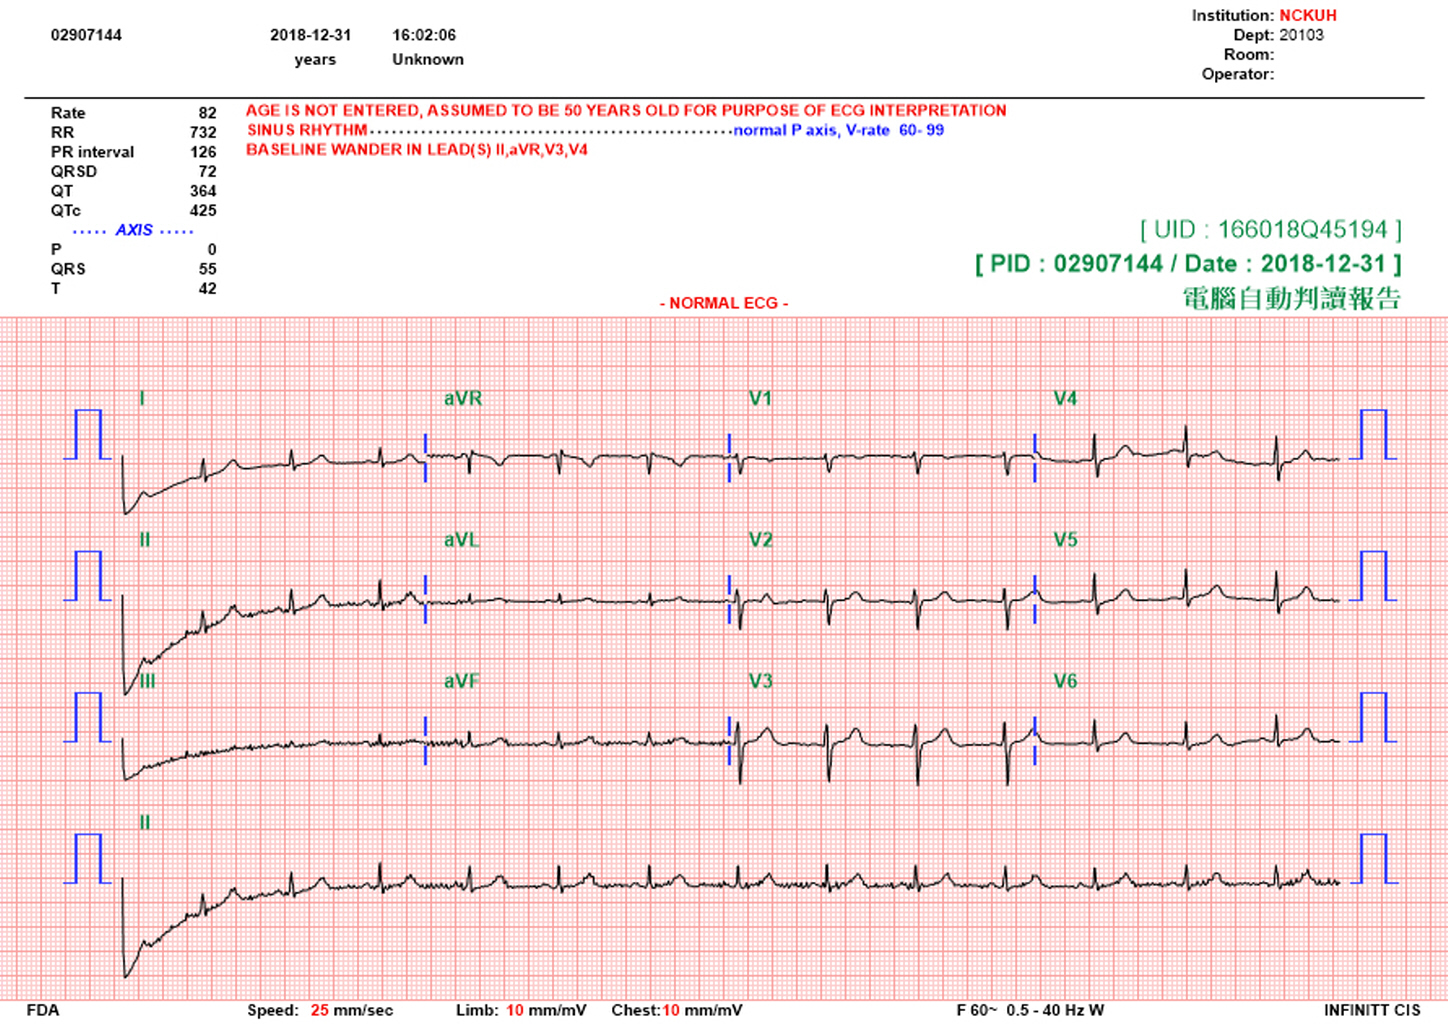 Institution: NCKUH
02907144 2018-12-31 16:02:06 Dept: 20103
years Unknown Room:
Operator:
Rate 82 AGE IS NOT ENTERED, ASSUMED TO BE 50 YEARS OLD FOR PURPOSE OF ECG INTERPRETATION
RR 732 SINUS RHYTHM..................................................normal P axis, V-rate 60- 99
PR interval 126 BASELINE WANDER IN LEAD(S) II,aVR,V3,V4
QRSD 72
QT 364
QTc 425
..... AXIS .....
P 0
QRS 55
T 42
[ UID : 166018Q45194 ]
[ PID : 02907144 / Date : 2018-12-31 ]
電腦自動判讀報告
- NORMAL ECG -
I aVR V1 V4
II aVL V2 V5
III aVF V3 V6
II
FDA Speed: 25 mm/sec Limb: 10 mm/mV Chest:10 mm/mV F 60~ 0.5 - 40 Hz W INFINITT CIS